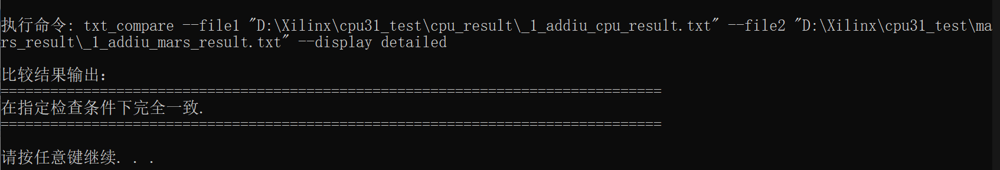 执行命令: txt_compare --file1 "D:\Xilinx\cpu31_test\cpu_result\_1_addiu_cpu_result.txt" --file2 "D:\Xilinx\cpu31_test\ma
rs_result\_1_addiu_mars_result.txt" --display detailed
比较结果输出：
================================================================================
在指定检查条件下完全一致.
================================================================================
请按任意键继续. . .